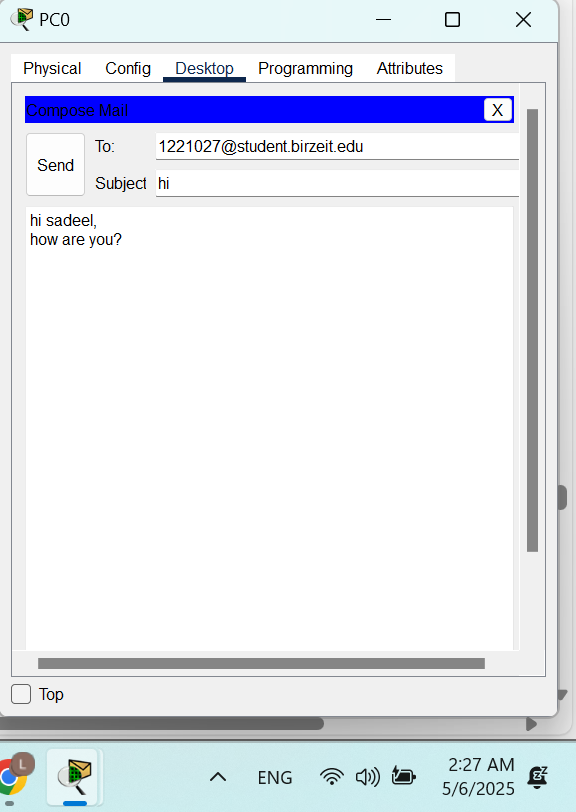 PC0
Physical Config Desktop Programming Attributes
Compose Mail X
Send
To: 1221027@student.birzeit.edu
Subject hi
hi sadeel,
how are you?
Top
L
ENG
2:27 AM
5/6/2025